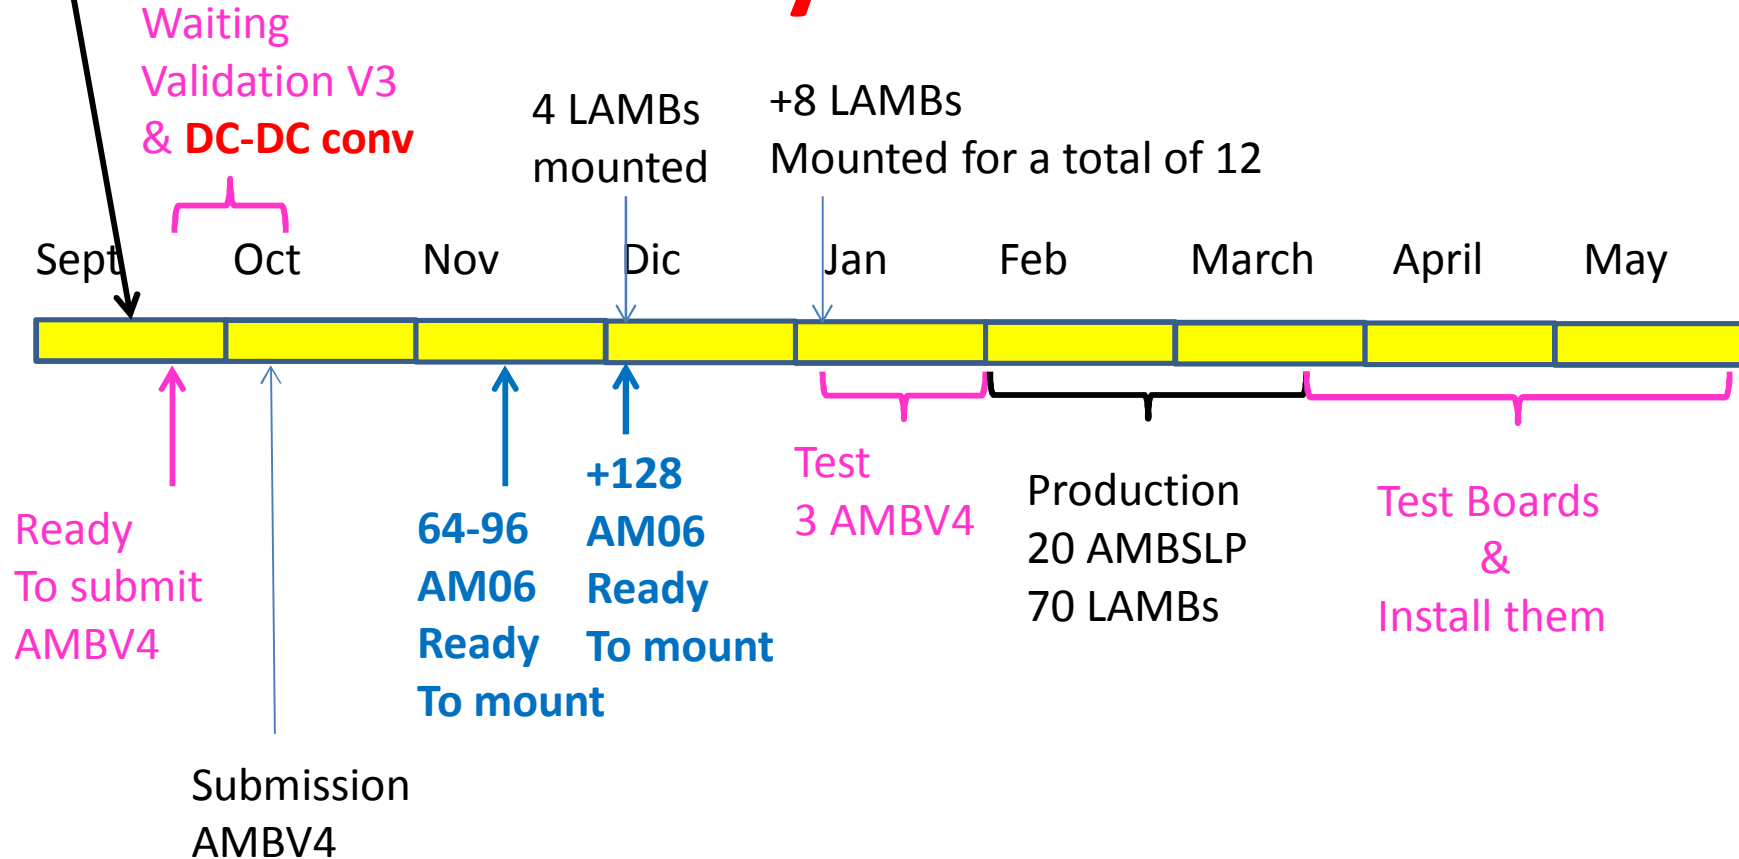 Waiting
Validation V3
& DC-DC conv
4 LAMBs
mounted
+8 LAMBs
Mounted for a total of 12
Sept Oct Nov Dic Jan Feb March April May
Ready
To submit
AMBV4
Submission
AMBV4
64-96
AM06
Ready
To mount
+128
AM06
Ready
To mount
Test
3 AMBV4
Production
20 AMBSLP
70 LAMBs
Test Boards
&
Install them